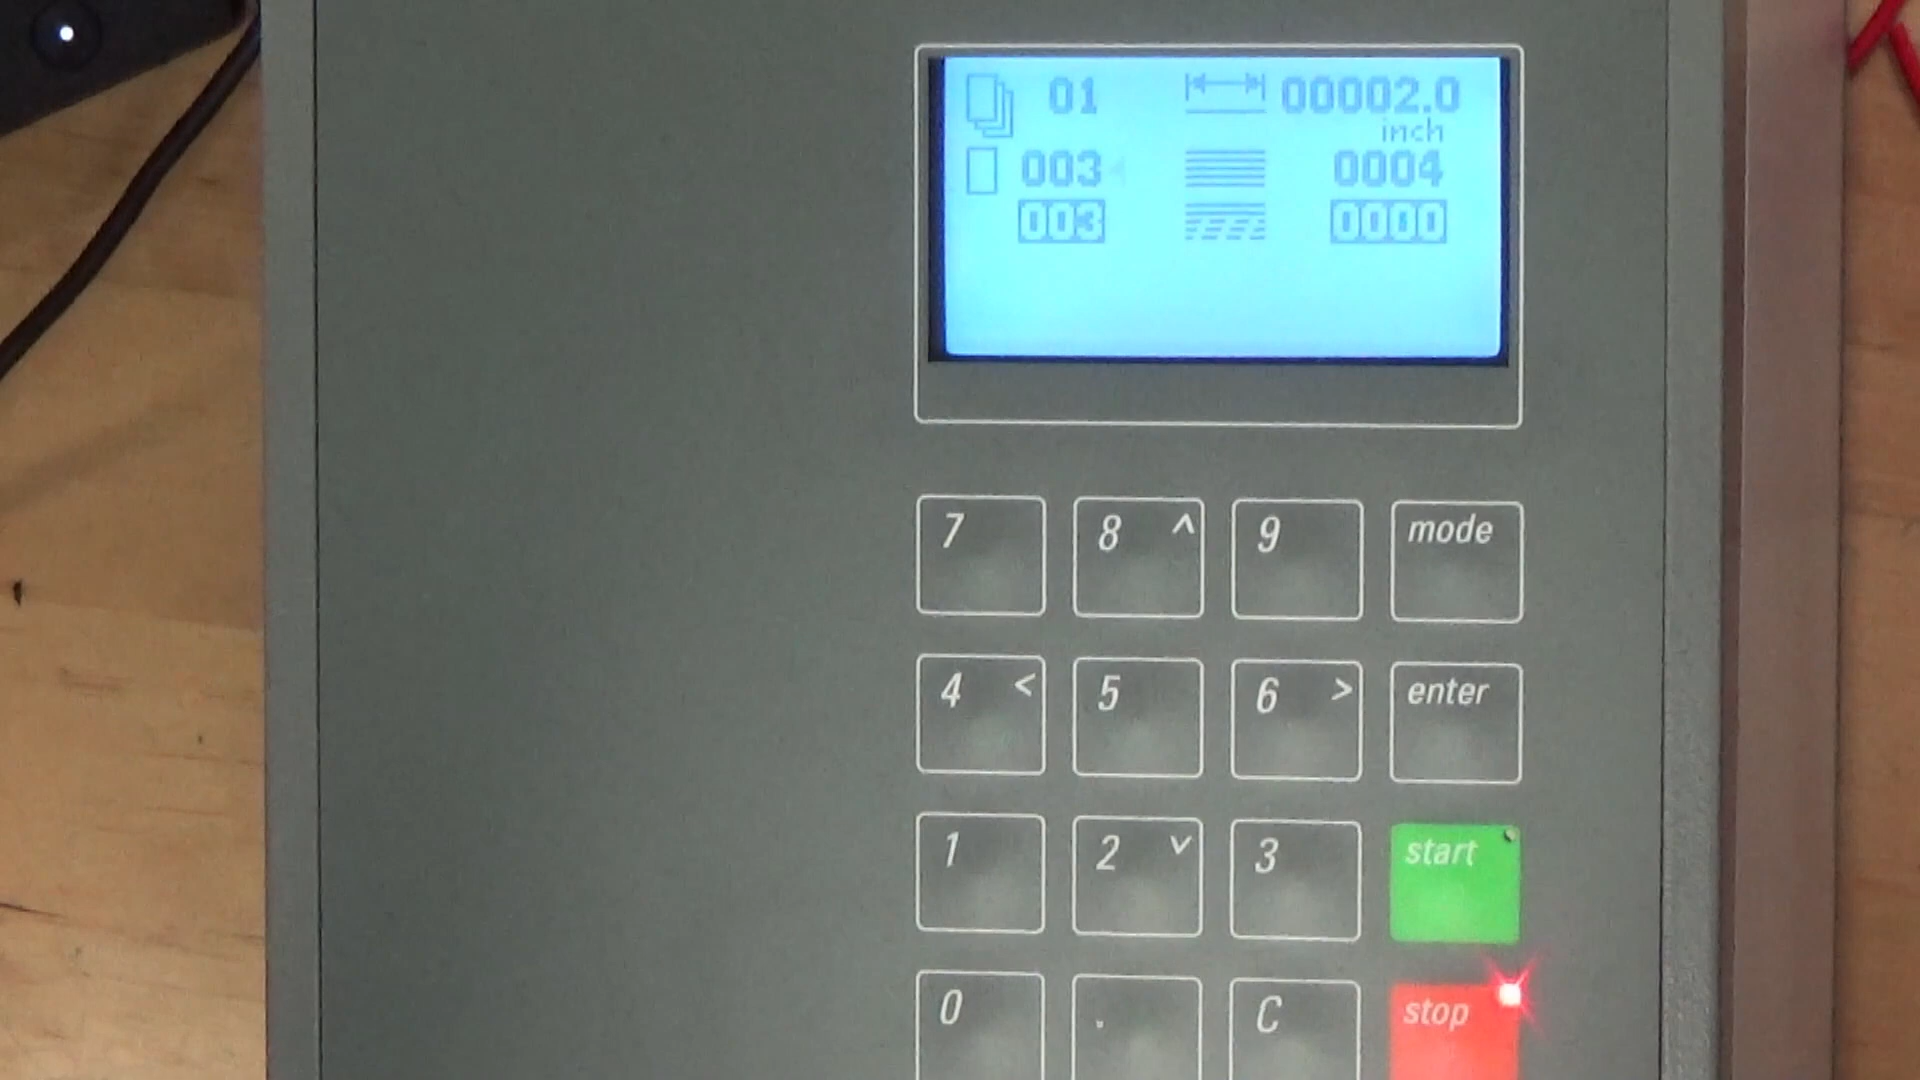 01 00002.0
inch
003 0004
003 0000
7 8 ^ 9 mode
4 < 5 6 > enter
1 2 v 3 start
0 . C stop